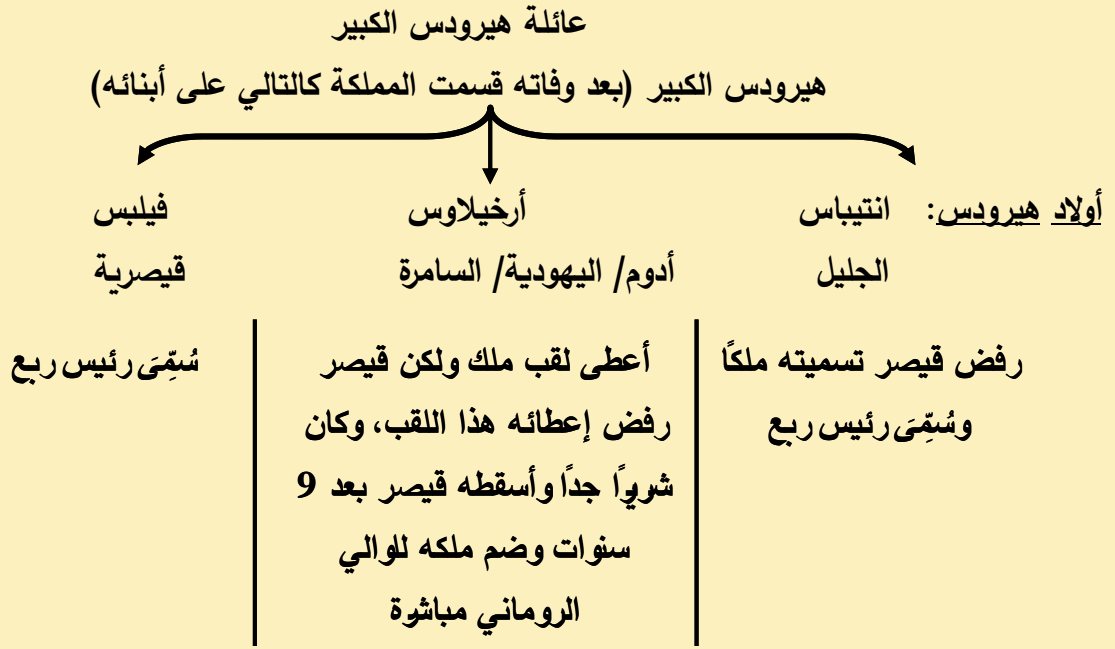 عائلة هيرودس الكبير
هيرودس الكبير (بعد وفاته قسمت المملكة كالتالي على أبنائه)
أولاد هيرودس: انتيباس أرخيلاوس فيلبس
الجليل أدوم/ اليهودية/ السامرة قيصرية
رفض قيصر تسميته ملكًا
وسُمِّىَ رئيس ربع
أعطى لقب ملك ولكن قيصر
رفض إعطائه هذا اللقب، وكان
شريرًا جدًا وأسقطه قيصر بعد 9
سنوات وضم ملكه للوالي
الروماني مباشرة
سُمِّىَ رئيس ربع